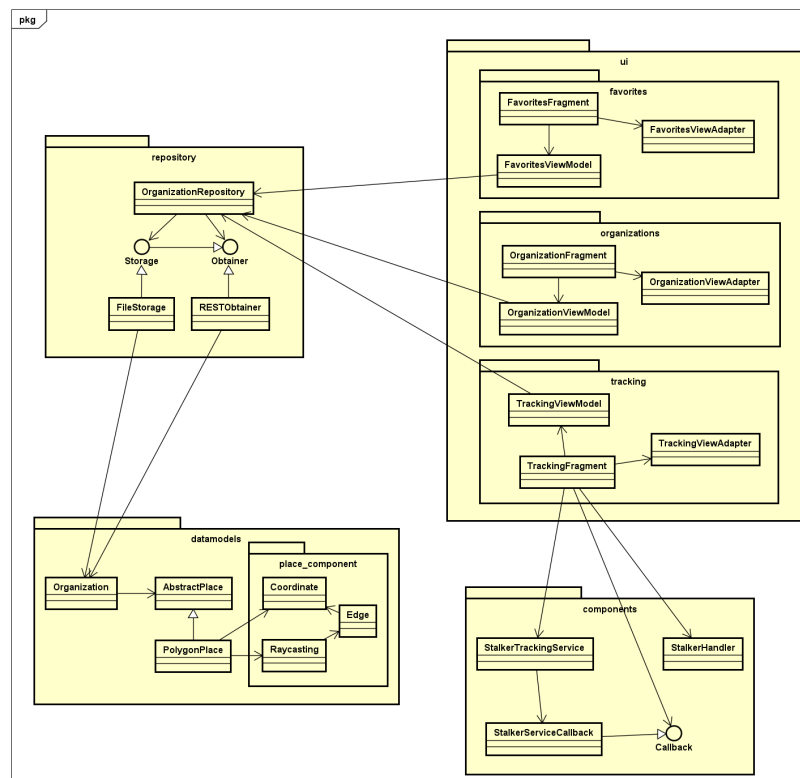 pkg
ui
favorites
FavoritesFragment
FavoritesViewAdapter
FavoritesViewModel
repository
OrganizationRepository
Storage
Obtainer
FileStorage
RESTObtainer
organizations
OrganizationFragment
OrganizationViewAdapter
OrganizationViewModel
tracking
TrackingViewModel
TrackingViewAdapter
TrackingFragment
datamodels
place_component
Organization
AbstractPlace
Coordinate
Edge
PolygonPlace
Raycasting
components
StalkerTrackingService
StalkerHandler
StalkerServiceCallback
Callback